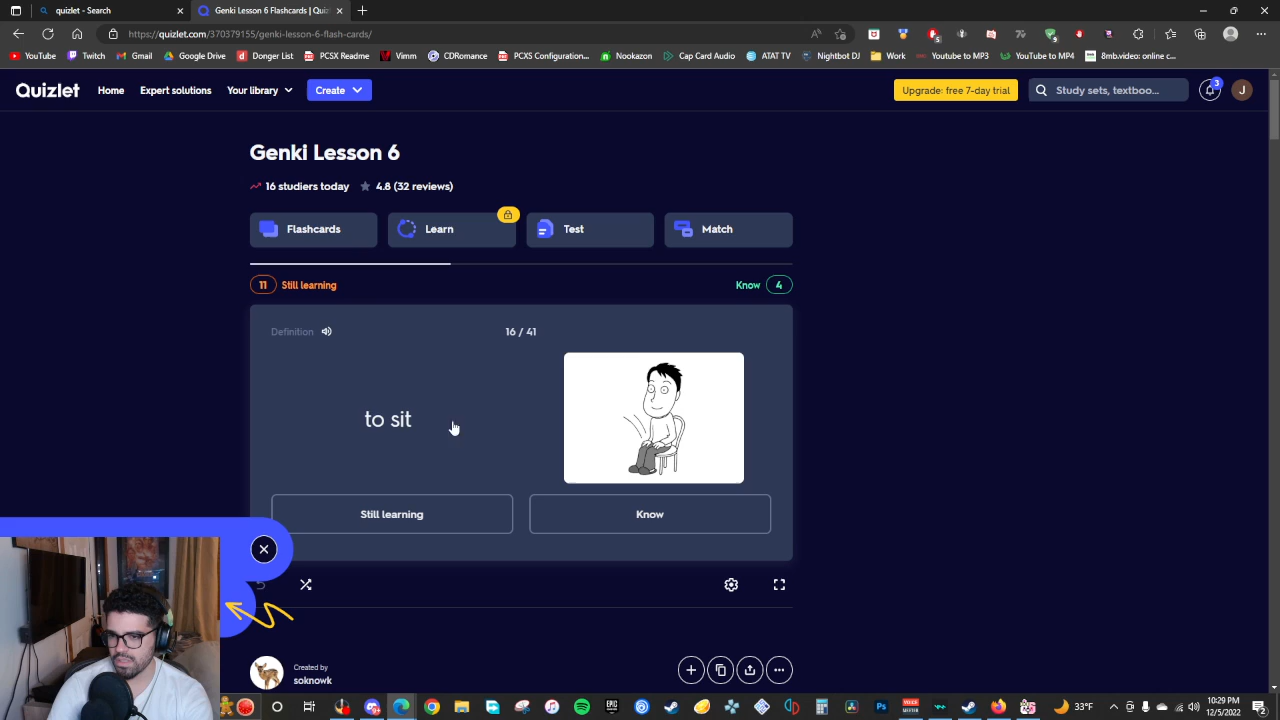 quizlet - Search
Genki Lesson 6 Flashcards | Quiz
https://quizlet.com/370379155/genki-lesson-6-flash-cards/
YouTube
Twitch
Gmail
Google Drive
Donger List
PCSX Readme
Vimm
CDRomance
PCXS Configuration...
Nookazon
Cap Card Audio
ATAT TV
Nightbot DJ
Work
Youtube to MP3
YouTube to MP4
8mb.video: online c...
Quizlet
Home
Expert solutions
Your library
Create
Upgrade: free 7-day trial
Study sets, textboo...
3
J
Genki Lesson 6
16 studiers today
4.8 (32 reviews)
Flashcards
Learn
Test
Match
11 Still learning
Know 4
Definition
16 / 41
to sit
Still learning
Know
Created by
soknowk
33°F
10:29 PM
12/5/2022